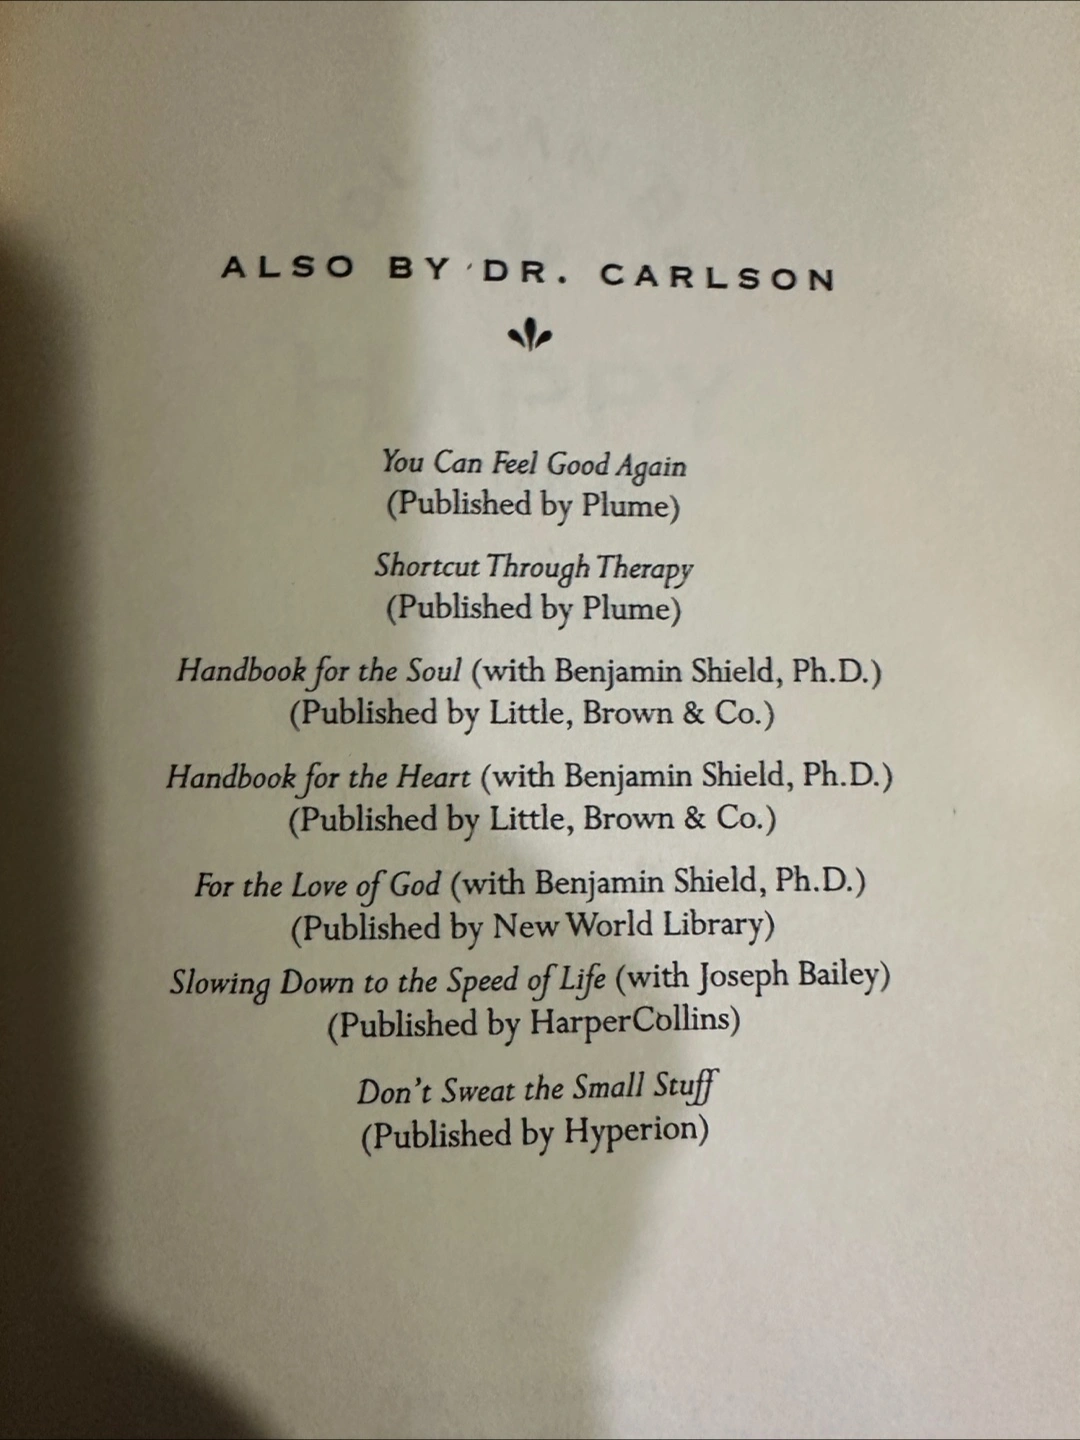 ALSO BY DR. CARLSON
You Can Feel Good Again
(Published by Plume)
Shortcut Through Therapy
(Published by Plume)
Handbook for the Soul (with Benjamin Shield, Ph.D.)
(Published by Little, Brown & Co.)
Handbook for the Heart (with Benjamin Shield, Ph.D.)
(Published by Little, Brown & Co.)
For the Love of God (with Benjamin Shield, Ph.D.)
(Published by New World Library)
Slowing Down to the Speed of Life (with Joseph Bailey)
(Published by HarperCollins)
Don't Sweat the Small Stuff
(Published by Hyperion)